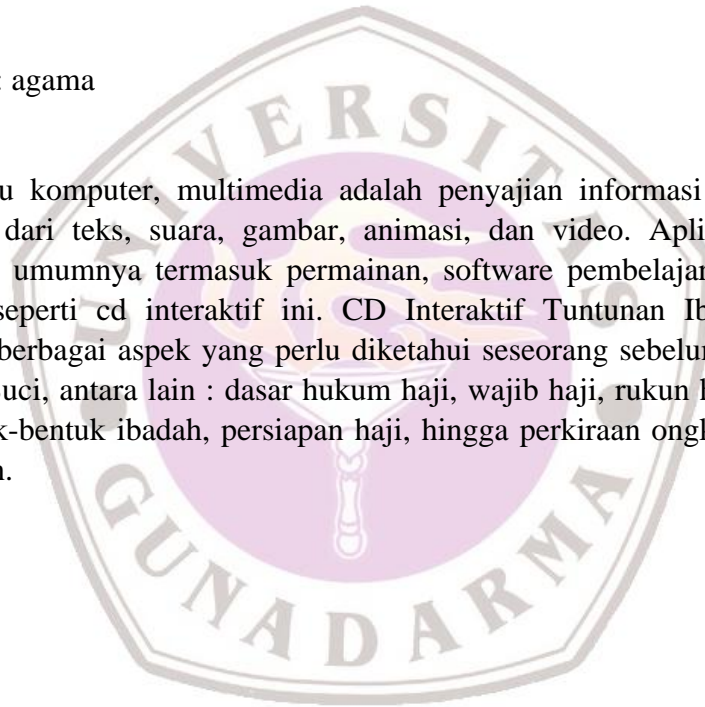 : agama
UNIVERSITAS
u komputer, multimedia adalah penyajian informasi
dari teks, suara, gambar, animasi, dan video. Apli
umumnya termasuk permainan, software pembelajar
seperti cd interaktif ini. CD Interaktif Tuntunan Ib
berbagai aspek yang perlu diketahui seseorang sebelu
uci, antara lain : dasar hukum haji, wajib haji, rukun h
k-bentuk ibadah, persiapan haji, hingga perkiraan ongk
n.
GUNADARMA